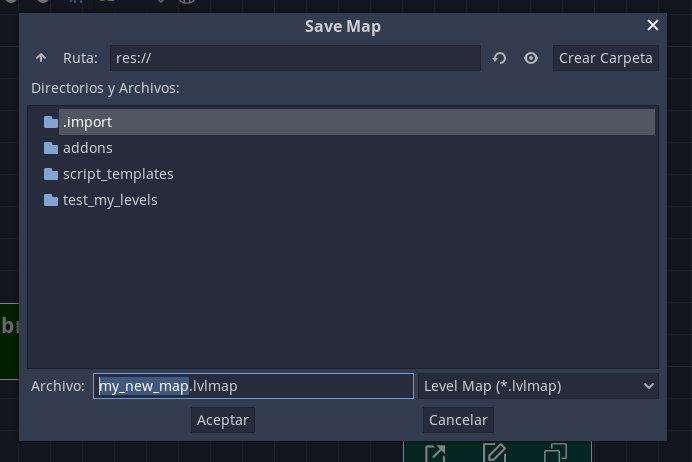 Save Map
Ruta: res:// Crear Carpeta
Directorios y Archivos:
.import
addons
script_templates
test_my_levels
Archivo: my_new_map.lvlmap Level Map (*.lvlmap)
Aceptar Cancelar